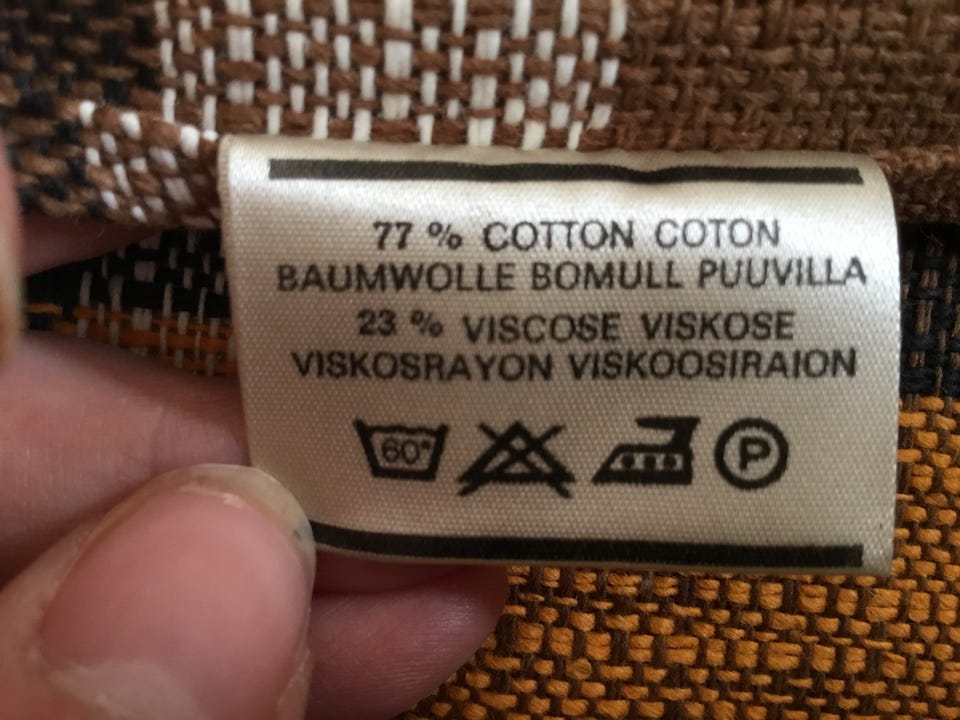 77 % COTTON COTON
BAUMWOLLE BOMULL PUUVILLA
23 % VISCOSE VISKOSE
VISKOSRAYON VISKOOSIRAION
60° P